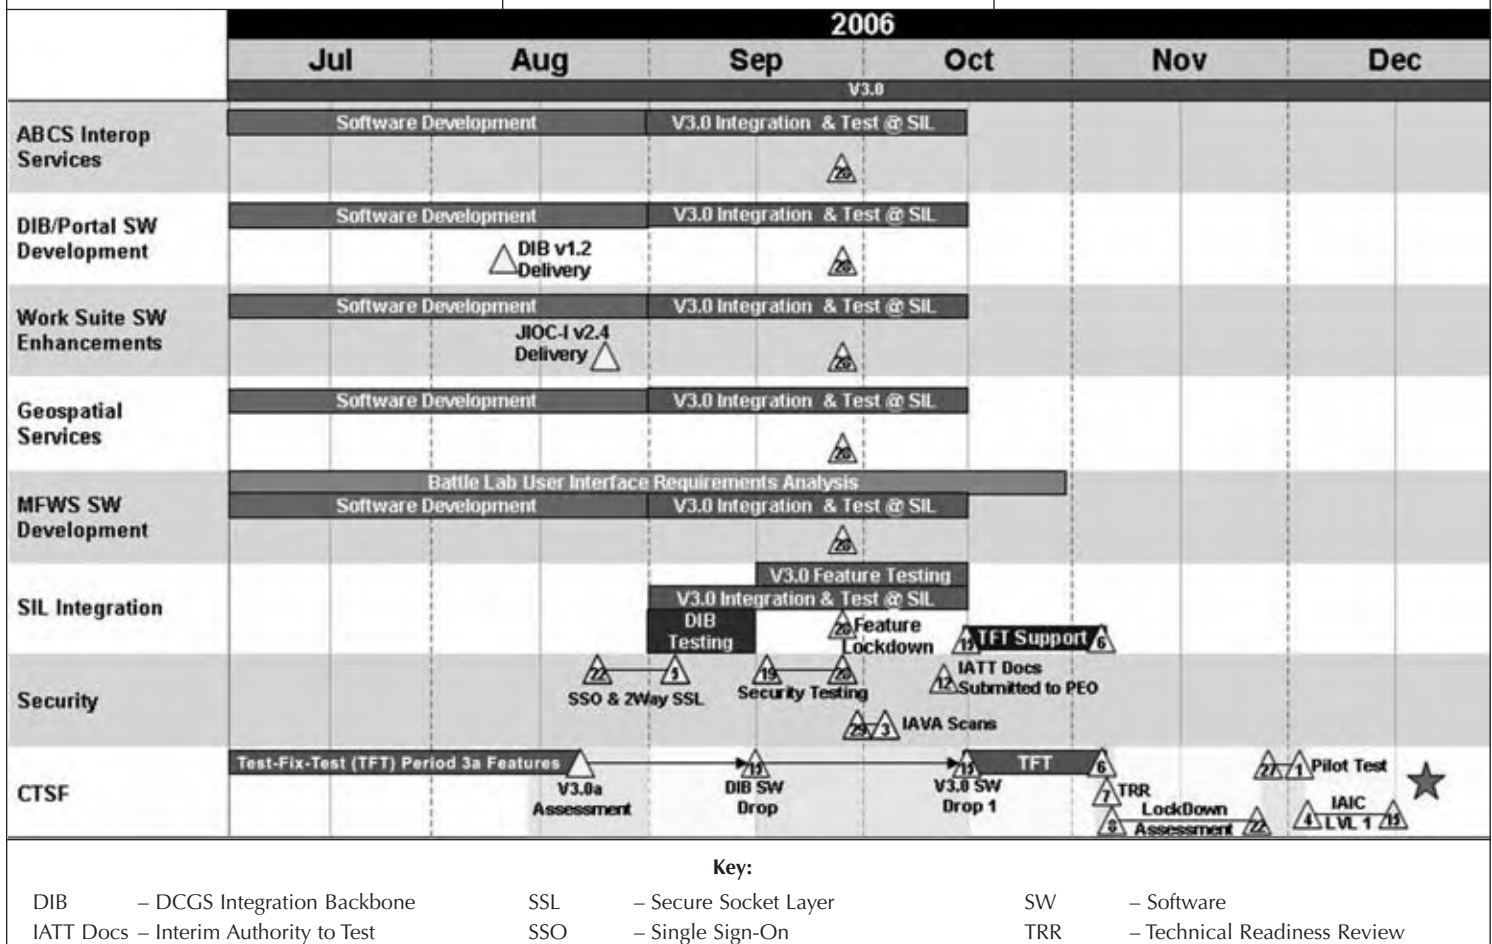 2006
Jul Aug Sep Oct Nov Dec
V3.0
ABCS Interop
Services
Software Development
V3.0 Integration & Test @ SIL
DIB/Portal SW
Development
Software Development
V3.0 Integration & Test @ SIL
DIB v1.2
Delivery
Work Suite SW
Enhancements
Software Development
V3.0 Integration & Test @ SIL
JIOC-I v2.4
Delivery
Geospatial
Services
Software Development
V3.0 Integration & Test @ SIL
MFWS SW
Development
Battle Lab User Interface Requirements Analysis
Software Development
V3.0 Integration & Test @ SIL
SIL Integration
V3.0 Feature Testing
V3.0 Integration & Test @ SIL
DIB
Testing
Feature
Lockdown
15 TFT Support 6
Security
22 5
SSO & 2Way SSL
19 20
Security Testing
12 IATT Docs
Submitted to PEO
29 3 IAVA Scans
CTSF
Test-Fix-Test (TFT) Period 3a Features
V3.0a
Assessment
15
DIB SW
Drop
15
V3.0 SW
Drop 1
TFT 6
7 TRR
LockDown
8 Assessment 22
27 1 Pilot Test
IAIC
4 LVL 1 15
Key:
DIB – DCGS Integration Backbone
SSL – Secure Socket Layer
SW – Software
IATT Docs – Interim Authority to Test
SSO – Single Sign-On
TRR – Technical Readiness Review